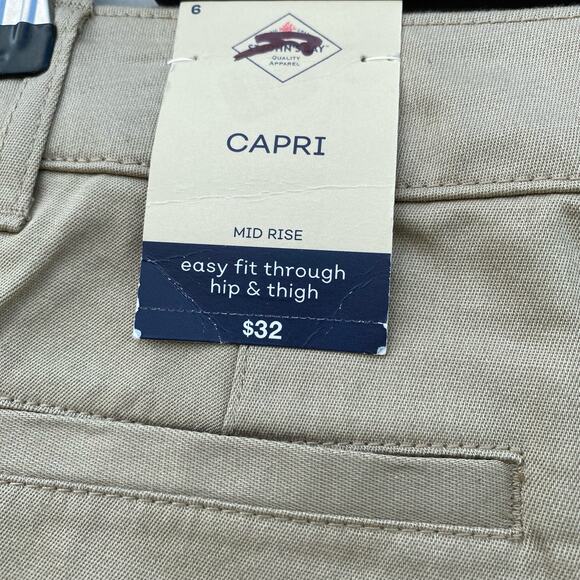 6
QUALITY
APPAREL
CAPRI
MID RISE
easy fit through
hip & thigh
$32